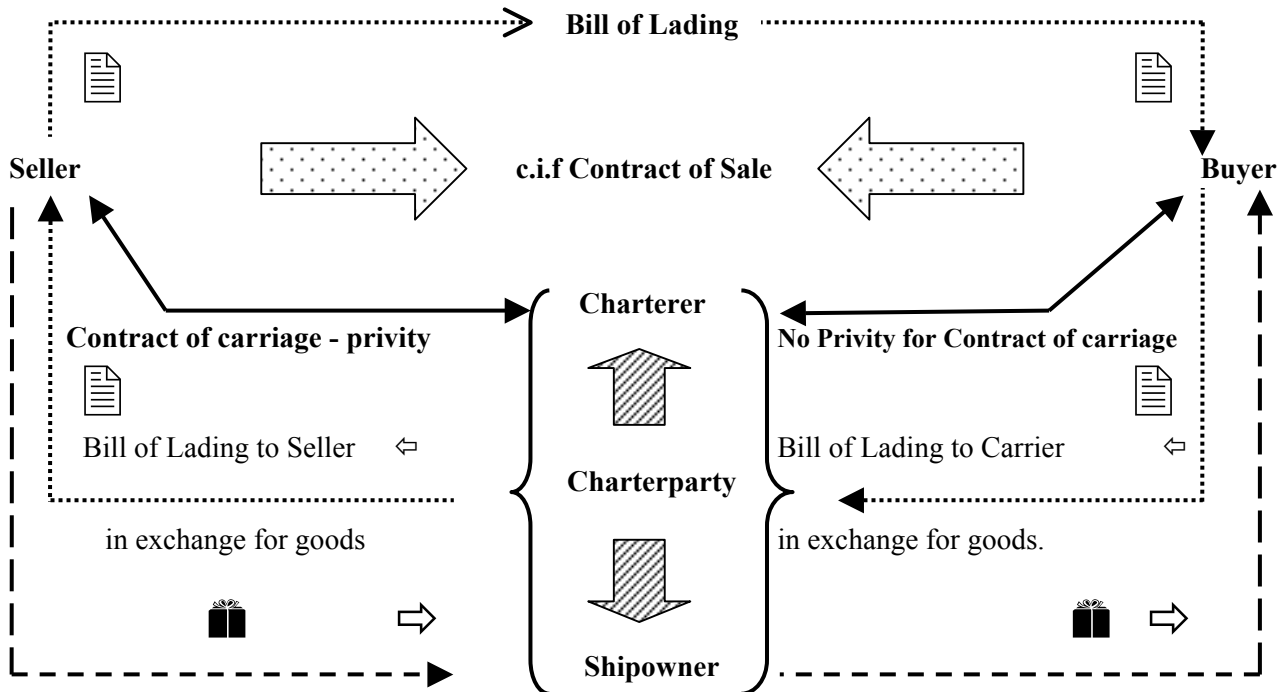 Bill of Lading
Seller
c.i.f Contract of Sale
Buyer
Charterer
Contract of carriage - privity
No Privity for Contract of carriage
Bill of Lading to Seller
Bill of Lading to Carrier
Charterparty
in exchange for goods
in exchange for goods.
Shipowner